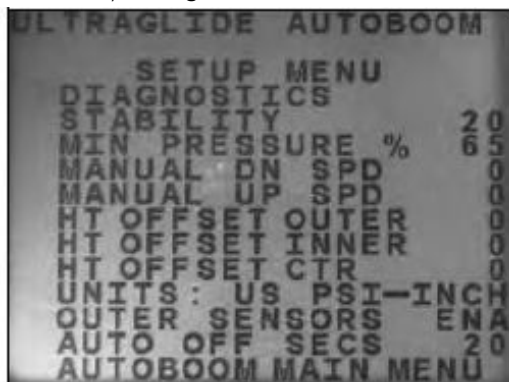 ULTRAGLIDE AUTOBOOM
SETUP MENU
DIAGNOSTICS
STABILITY 20
MIN PRESSURE % 65
MANUAL DN SPD 0
MANUAL UP SPD 0
HT OFFSET OUTER 0
HT OFFSET INNER 0
HT OFFSET CTR 0
UNITS: US PSI-INCH
OUTER SENSORS ENA
AUTO OFF SECS 20
AUTOBOOM MAIN MENU